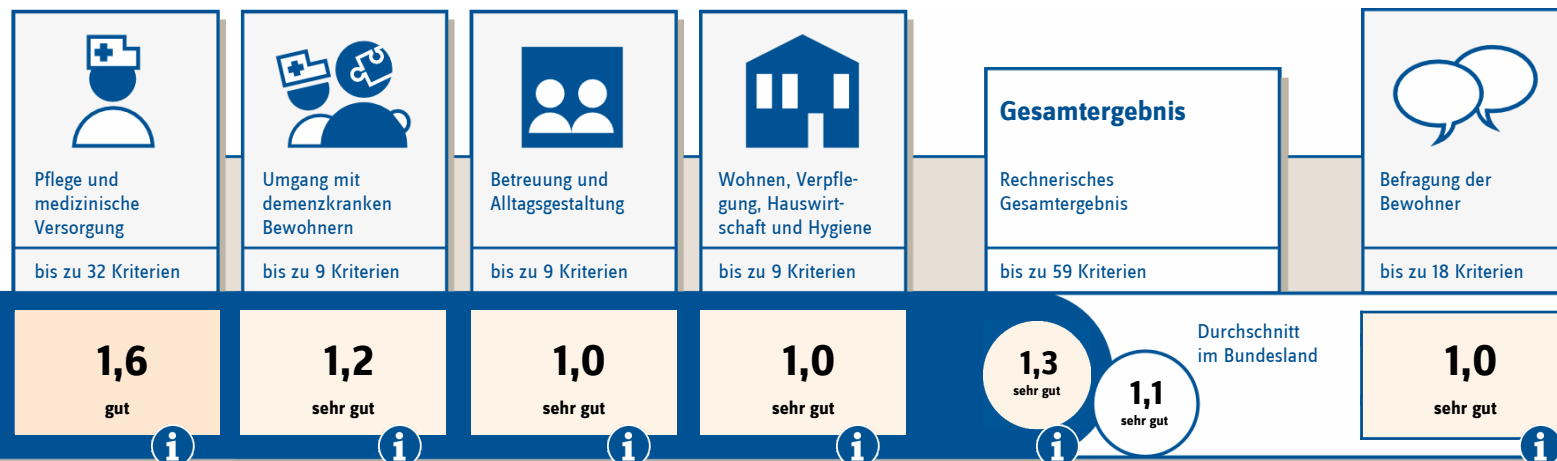 Pflege und
medizinische
Versorgung
bis zu 32 Kriterien
1,6
gut
i
Umgang mit
demenzkranken
Bewohnern
bis zu 9 Kriterien
1,2
sehr gut
i
Betreuung und
Alltagsgestaltung
bis zu 9 Kriterien
1,0
sehr gut
i
Wohnen, Verpfle-
gung, Hauswirt-
schaft und Hygiene
bis zu 9 Kriterien
1,0
sehr gut
i
Gesamtergebnis
Rechnerisches
Gesamtergebnis
bis zu 59 Kriterien
1,3
sehr gut
i
1,1
sehr gut
Durchschnitt
im Bundesland
Befragung der
Bewohner
bis zu 18 Kriterien
1,0
sehr gut
i